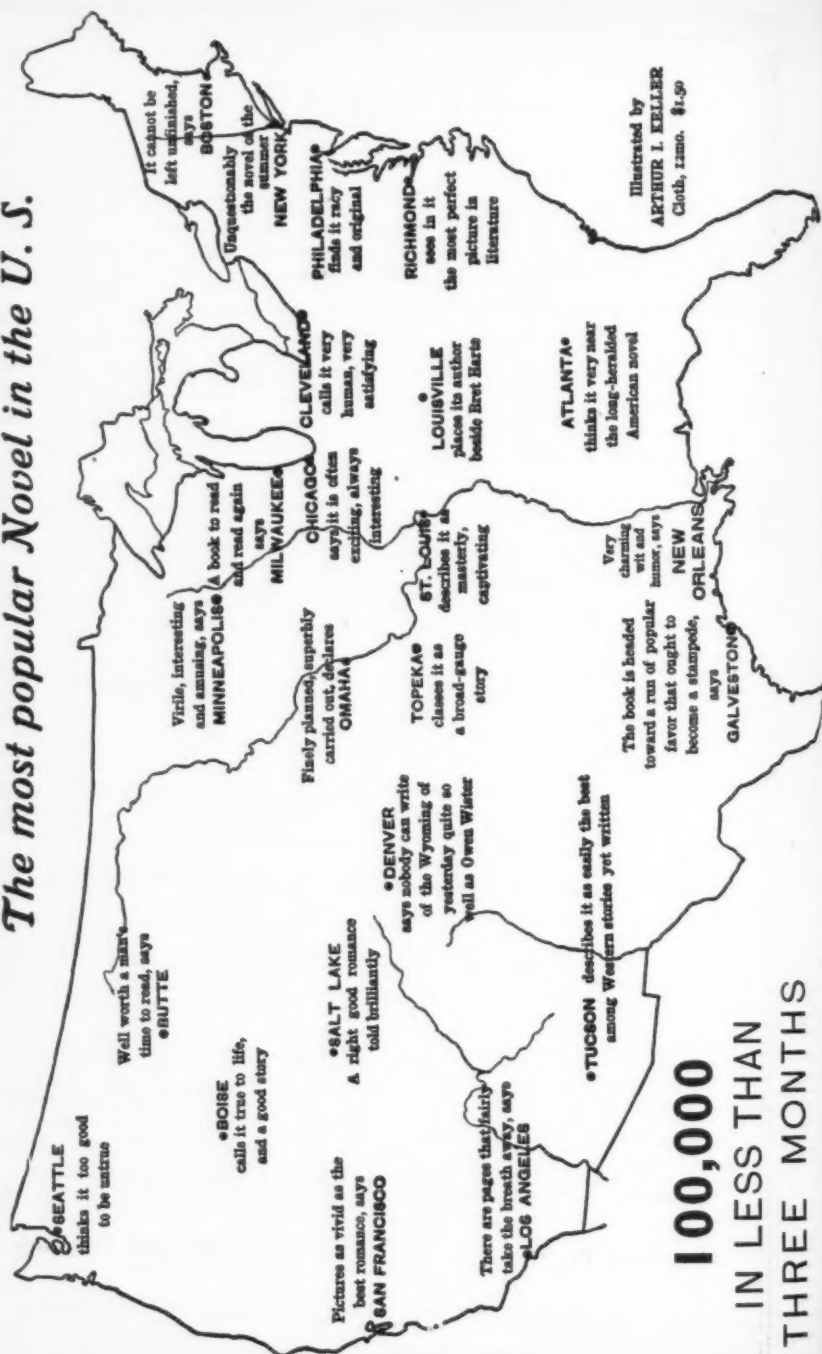 The most popular Novel in the U. S.
SEATTLE
thinks it too good
to be untrue
Well worth a man's
time to read, says
BUTTE
BOISE
calls it true to life,
and a good story
Pictures as vivid as the
best romance, says
SAN FRANCISCO
SALT LAKE
A right good romance
told brilliantly
There are pages that fairly
take the breath away, says
LOS ANGELES
DENVER
says nobody can write
of the Wyoming of
yesterday quite so
well as Owen Wister
TUCSON describes it as easily the best
among Western stories yet written
Virile, interesting
and amusing, says
MINNEAPOLIS
Finely planned, superbly
carried out, declares
OMAHA
TOPEKA
classes it as
a broad-gauge
story
The book is headed
toward a run of popular
favor that ought to
become a stampede,
says
GALVESTON
A book to read
and read again
says
MILWAUKEE
CHICAGO
says it is often
exciting, always
interesting
ST. LOUIS
describes it as
masterly,
captivating
Very
charming
wit and
humor, says
NEW
ORLEANS
CLEVELAND
calls it very
human, very
satisfying
LOUISVILLE
places its author
beside Bret Harte
ATLANTA
thinks it very near
the long-heralded
American novel
It cannot be
left unfinished,
says
BOSTON
Unquestionably
the novel of the
summer
NEW YORK
PHILADELPHIA
finds it racy
and original
RICHMOND
sees in it
the most perfect
picture in
literature
Illustrated by
ARTHUR I. KELLER
Cloth, 12mo. $1.50
100,000
IN LESS THAN
THREE MONTHS